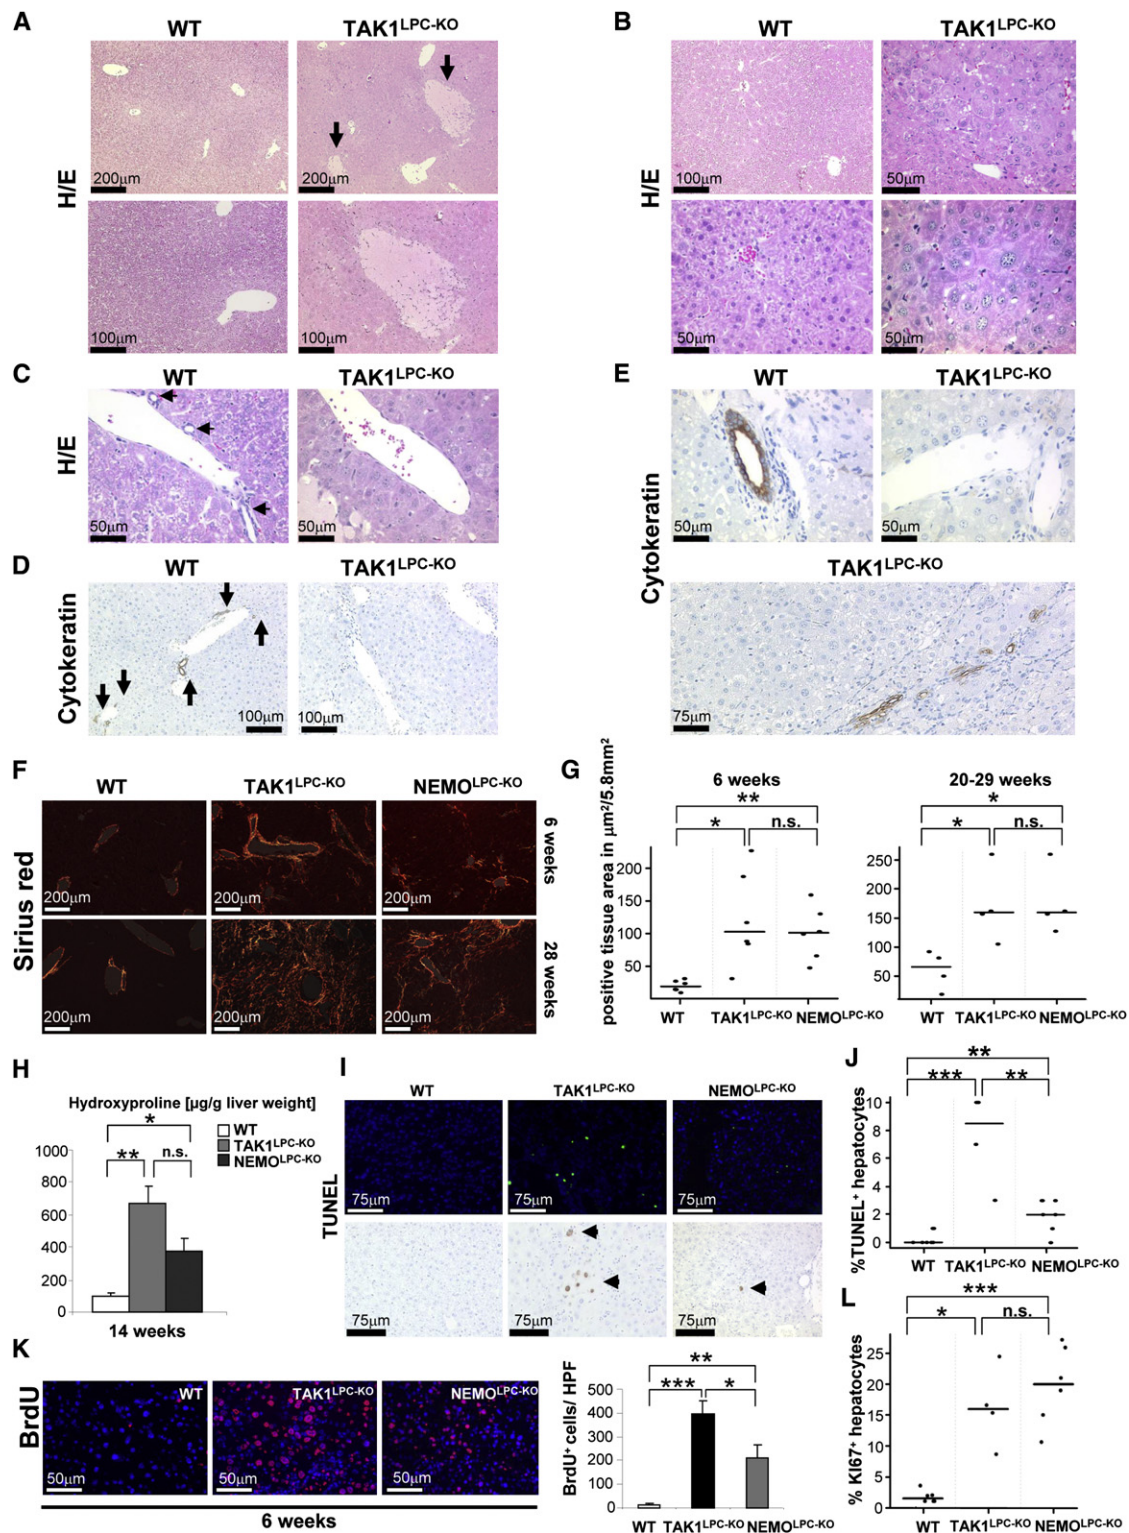 A
WT
TAK1LPC-KO
H/E
200µm
200µm
100µm
100µm
B
WT
TAK1LPC-KO
H/E
100µm
50µm
50µm
50µm
C
WT
TAK1LPC-KO
H/E
50µm
50µm
D
WT
TAK1LPC-KO
Cytokeratin
100µm
100µm
E
WT
TAK1LPC-KO
Cytokeratin
50µm
50µm
TAK1LPC-KO
75µm
F
WT
TAK1LPC-KO
NEMOLPC-KO
Sirius red
200µm
200µm
200µm
6 weeks
200µm
200µm
200µm
28 weeks
G
positive tissue area in µm²/5.8mm²
6 weeks
**
*
n.s.
200
150
100
50
WT
TAK1LPC-KO
NEMOLPC-KO
20-29 weeks
*
*
n.s.
250
200
150
100
50
WT
TAK1LPC-KO
NEMOLPC-KO
H
Hydroxyproline [µg/g liver weight]
*
**
n.s.
WT
TAK1LPC-KO
NEMOLPC-KO
1000
800
600
400
200
0
14 weeks
I
WT
TAK1LPC-KO
NEMOLPC-KO
TUNEL
75µm
75µm
75µm
75µm
75µm
75µm
J
**
***
**
%TUNEL+ hepatocytes
10
8
6
4
2
0
WT
TAK1LPC-KO
NEMOLPC-KO
K
BrdU
WT
TAK1LPC-KO
NEMOLPC-KO
50µm
50µm
50µm
6 weeks
**
***
*
BrdU+ cells/ HPF
500
400
300
200
100
0
WT
TAK1LPC-KO
NEMOLPC-KO
L
***
*
n.s.
% KI67+ hepatocytes
25
20
15
10
5
0
WT
TAK1LPC-KO
NEMOLPC-KO